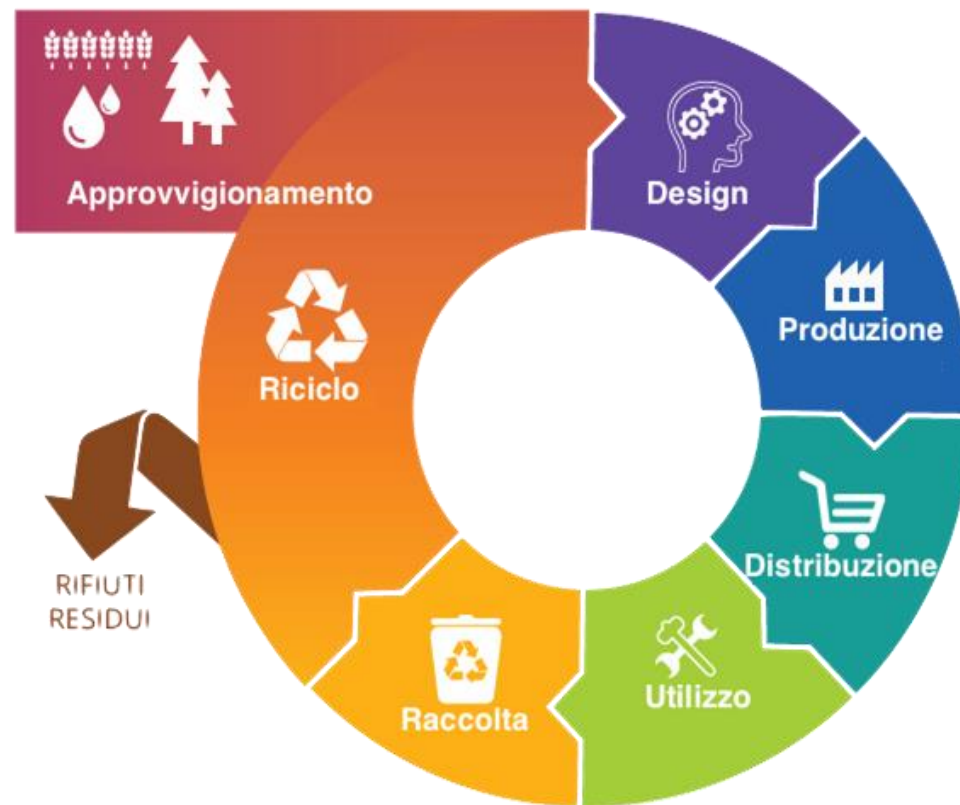 Approvvigionamento
Design
Produzione
Distribuzione
Utilizzo
Raccolta
Riciclo
RIFIUTI
RESIDUI